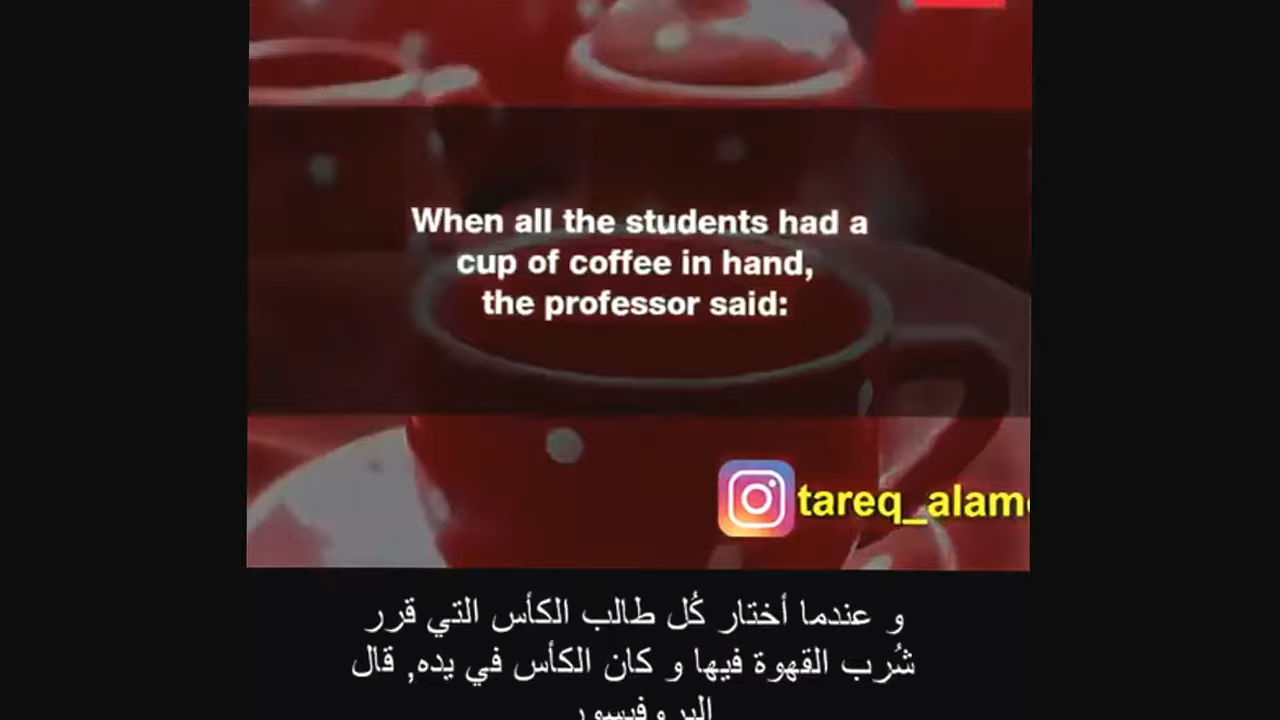 When all the students had a
cup of coffee in hand,
the professor said:
tareq_alam
و عندما أختار كُل طالب الكأس التي قرر
شُرب القهوة فيها و كان الكأس في يده, قال
البروفيسور